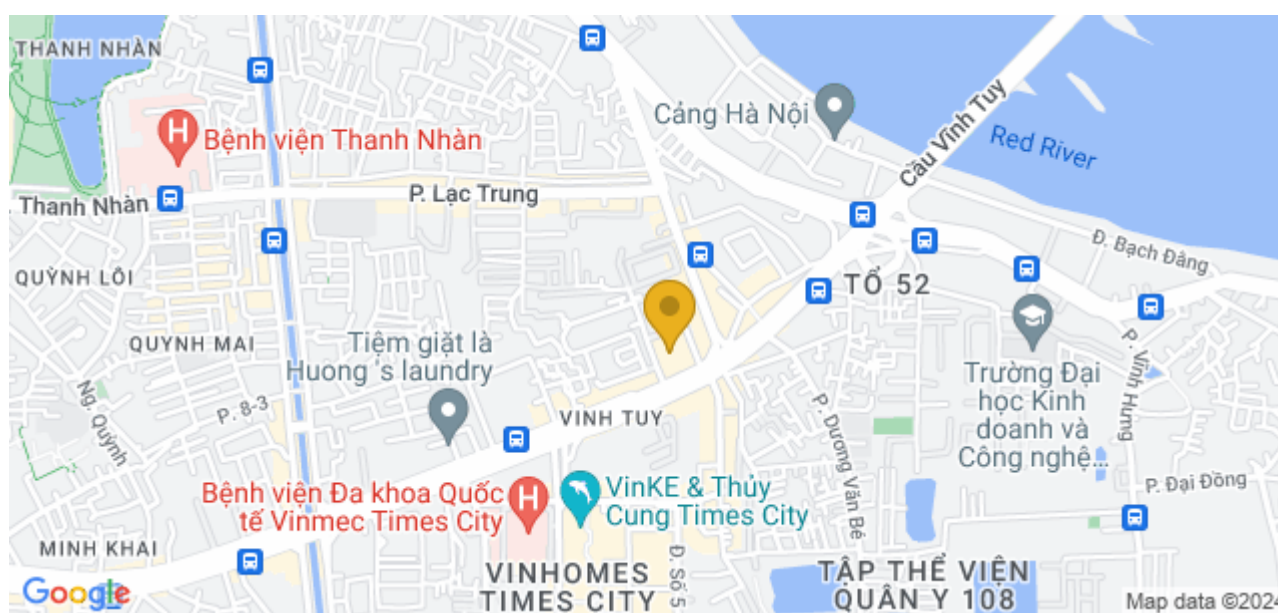 THANH NHÀN
Bệnh viện Thanh Nhàn
Cảng Hà Nội
Cầu Vĩnh Tuy
Red River
Thanh Nhàn
P. Lạc Trung
Đ. Bạch Đằng
QUỲNH LÔI
TỔ 52
QUYNH MAI
Tiệm giặt là
Huong 's laundry
P. Vĩnh Hưng
Trường Đại
học Kinh
doanh và
Công nghệ...
Ng. Quỳnh
P. 8-3
VINH TUY
P. Dương Văn Bé
Bệnh viện Đa khoa Quốc
tế Vinmec Times City
VinKE & Thủy
Cung Times City
P. Đại Đồng
MINH KHAI
Đ. Số 5
VINHOMES
TIMES CITY
TẬP THỂ VIỆN
QUÂN Y 108
Google
Map data ©2024